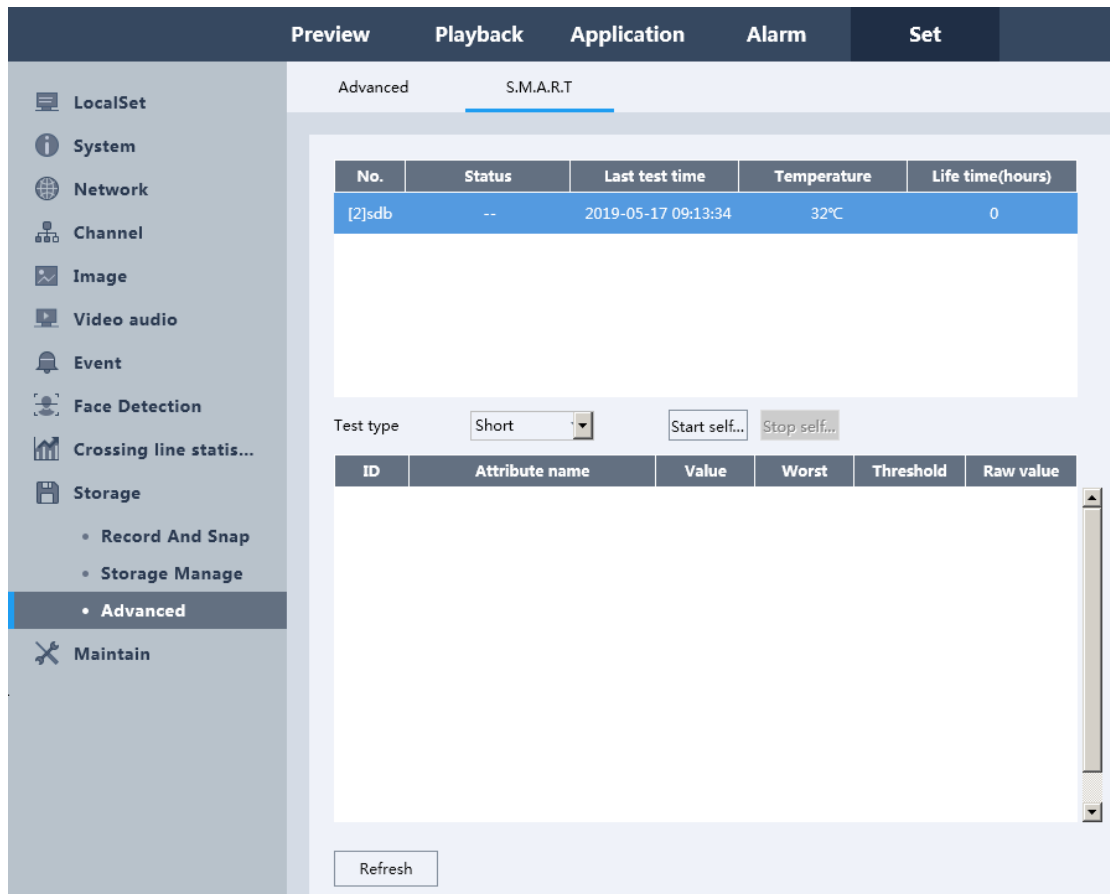 Preview Playback Application Alarm Set
Advanced S.M.A.R.T
LocalSet
System
Network
Channel
Image
Video audio
Event
Face Detection
Crossing line statis...
Storage
Record And Snap
Storage Manage
Advanced
Maintain
No. Status Last test time Temperature Life time(hours)
[2]sdb -- 2019-05-17 09:13:34 32℃ 0
Test type Short Start self... Stop self...
ID Attribute name Value Worst Threshold Raw value
Refresh